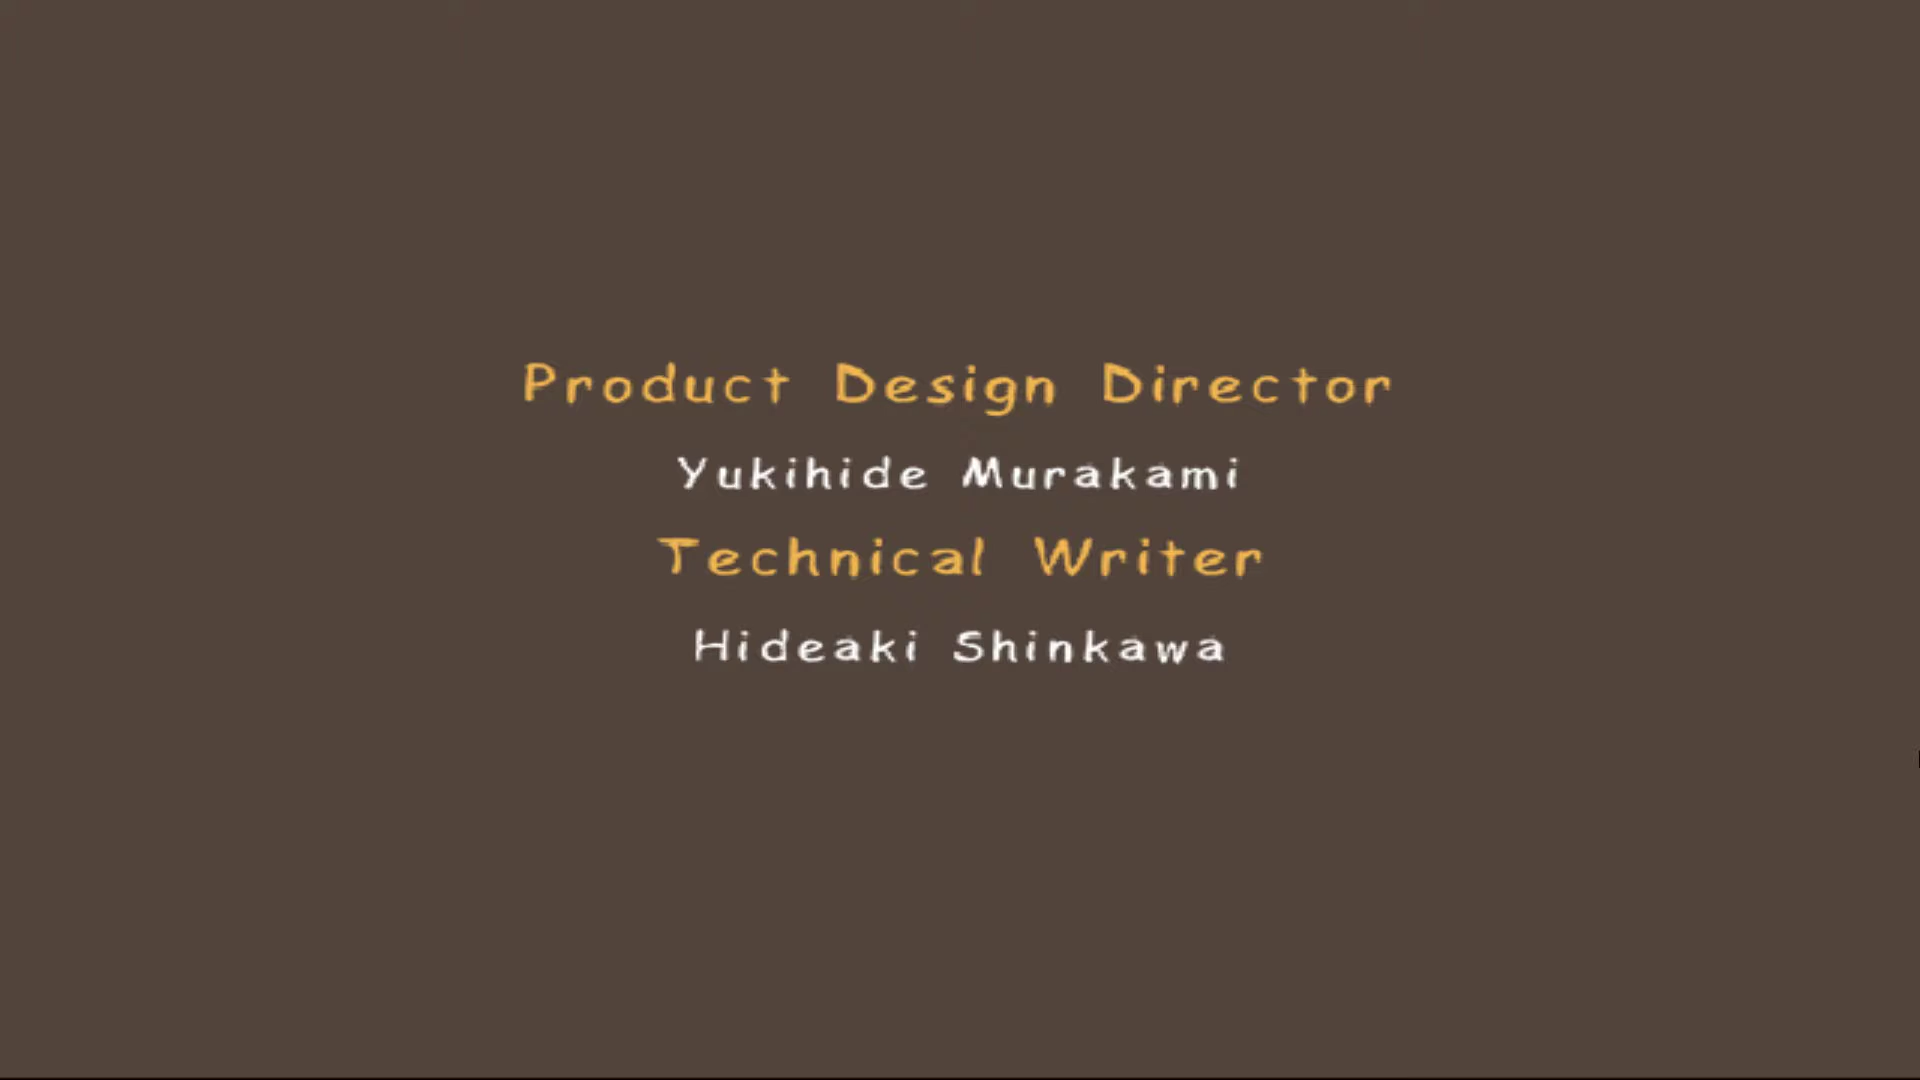 Product Design Director
Yukihide Murakami
Technical Writer
Hideaki Shinkawa